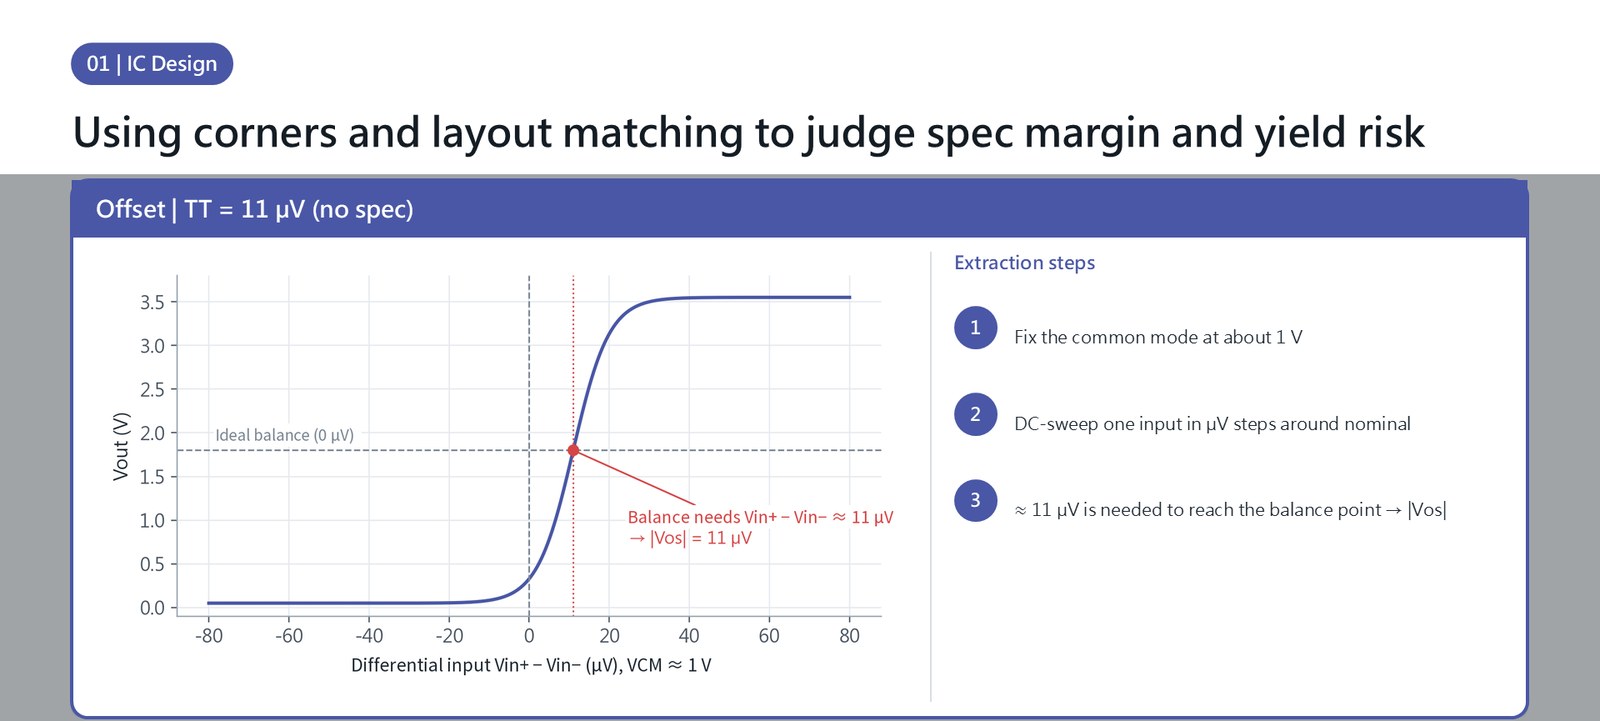 01 | IC Design
Using corners and layout matching to judge spec margin and yield risk
Offset | TT = 11 µV (no spec)
3.5
3.0
2.5
2.0
1.5
1.0
0.5
0.0
Vout (V)
Ideal balance (0 µV)
Balance needs Vin+ − Vin− ≈ 11 µV
→ |Vos| = 11 µV
-80 -60 -40 -20 0 20 40 60 80
Differential input Vin+ − Vin− (µV), VCM ≈ 1 V
Extraction steps
1 Fix the common mode at about 1 V
2 DC-sweep one input in µV steps around nominal
3 ≈ 11 µV is needed to reach the balance point → |Vos|